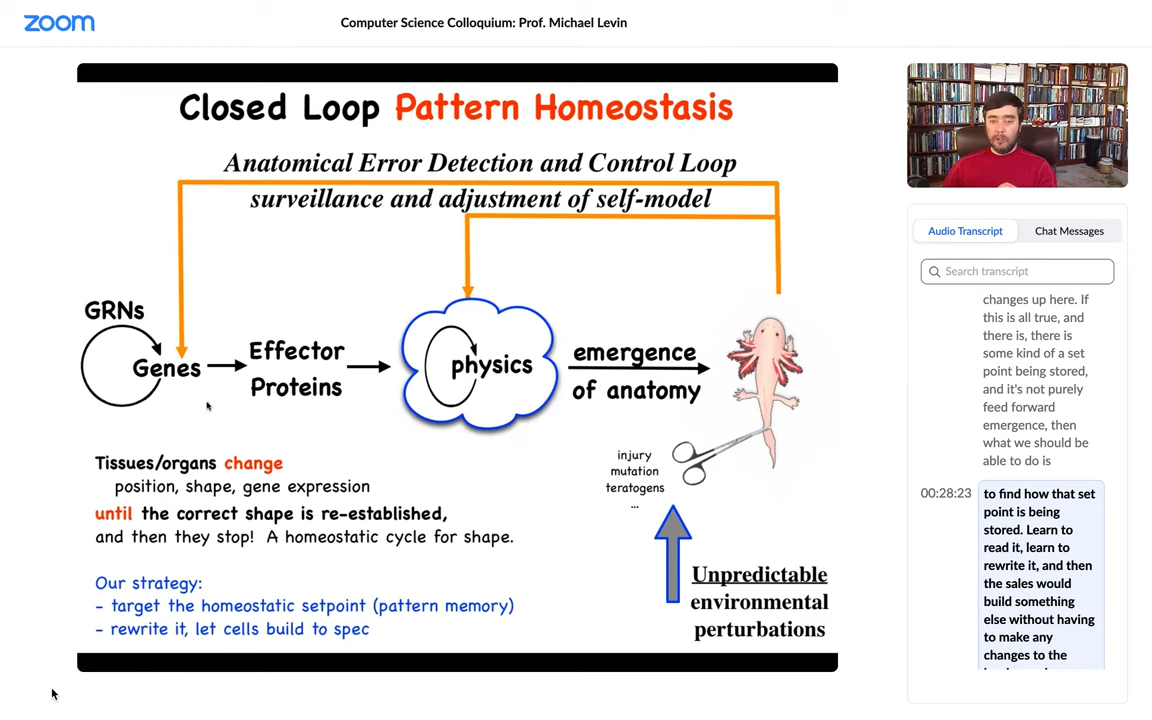 zoom
Computer Science Colloquium: Prof. Michael Levin
Closed Loop Pattern Homeostasis
Anatomical Error Detection and Control Loop
surveillance and adjustment of self-model
GRNs
Genes
Effector
Proteins
physics
emergence
of anatomy
injury
mutation
teratogens
...
Tissues/organs change
position, shape, gene expression
until the correct shape is re-established,
and then they stop! A homeostatic cycle for shape.
Our strategy:
- target the homeostatic setpoint (pattern memory)
- rewrite it, let cells build to spec
Unpredictable
environmental
perturbations
Audio Transcript
Chat Messages
Search transcript
changes up here. If
this is all true, and
there is, there is
some kind of a set
point being stored,
and it's not purely
feed forward
emergence, then
what we should be
able to do is
00:28:23
to find how that set
point is being
stored. Learn to
read it, learn to
rewrite it, and then
the sales would
build something
else without having
to make any
changes to the